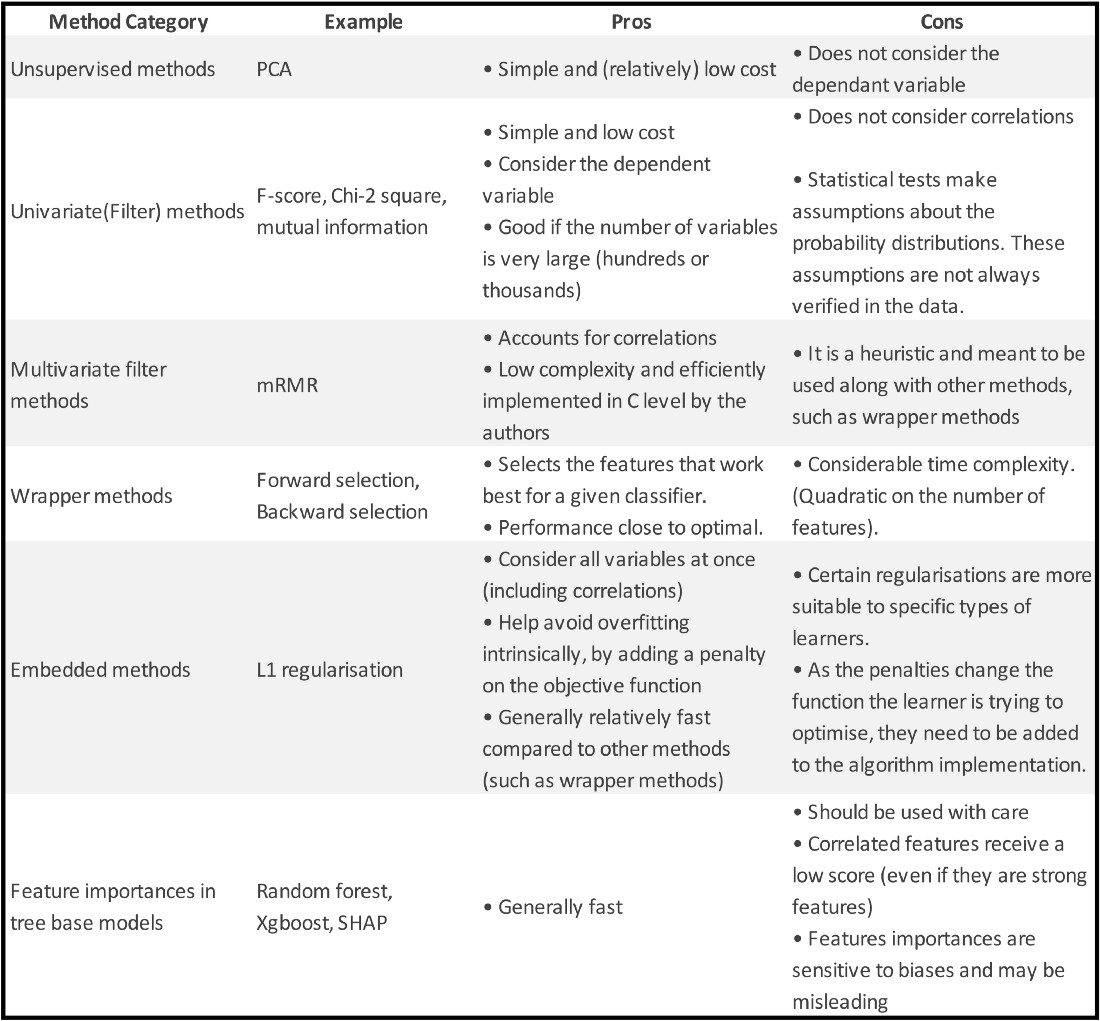 Method Category Example Pros Cons
Unsupervised methods PCA • Simple and (relatively) low cost • Does not consider the
dependant variable
Univariate(Filter) methods
F-score, Chi-2 square,
mutual information
• Simple and low cost
• Consider the dependent
variable
• Good if the number of variables
is very large (hundreds or
thousands)
• Does not consider correlations
• Statistical tests make
assumptions about the
probability distributions. These
assumptions are not always
verified in the data.
Multivariate filter
methods
mRMR
• Accounts for correlations
• Low complexity and efficiently
implemented in C level by the
authors
• It is a heuristic and meant to be
used along with other methods,
such as wrapper methods
Wrapper methods
Forward selection,
Backward selection
• Selects the features that work
best for a given classifier.
• Performance close to optimal.
• Considerable time complexity.
(Quadratic on the number of
features).
Embedded methods
L1 regularisation
• Consider all variables at once
(including correlations)
• Help avoid overfitting
intrinsically, by adding a penalty
on the objective function
• Generally relatively fast
compared to other methods
(such as wrapper methods)
• Certain regularisations are more
suitable to specific types of
learners.
• As the penalties change the
function the learner is trying to
optimise, they need to be added
to the algorithm implementation.
Feature importances in
tree base models
Random forest,
Xgboost, SHAP
• Generally fast
• Should be used with care
• Correlated features receive a
low score (even if they are strong
features)
• Features importances are
sensitive to biases and may be
misleading